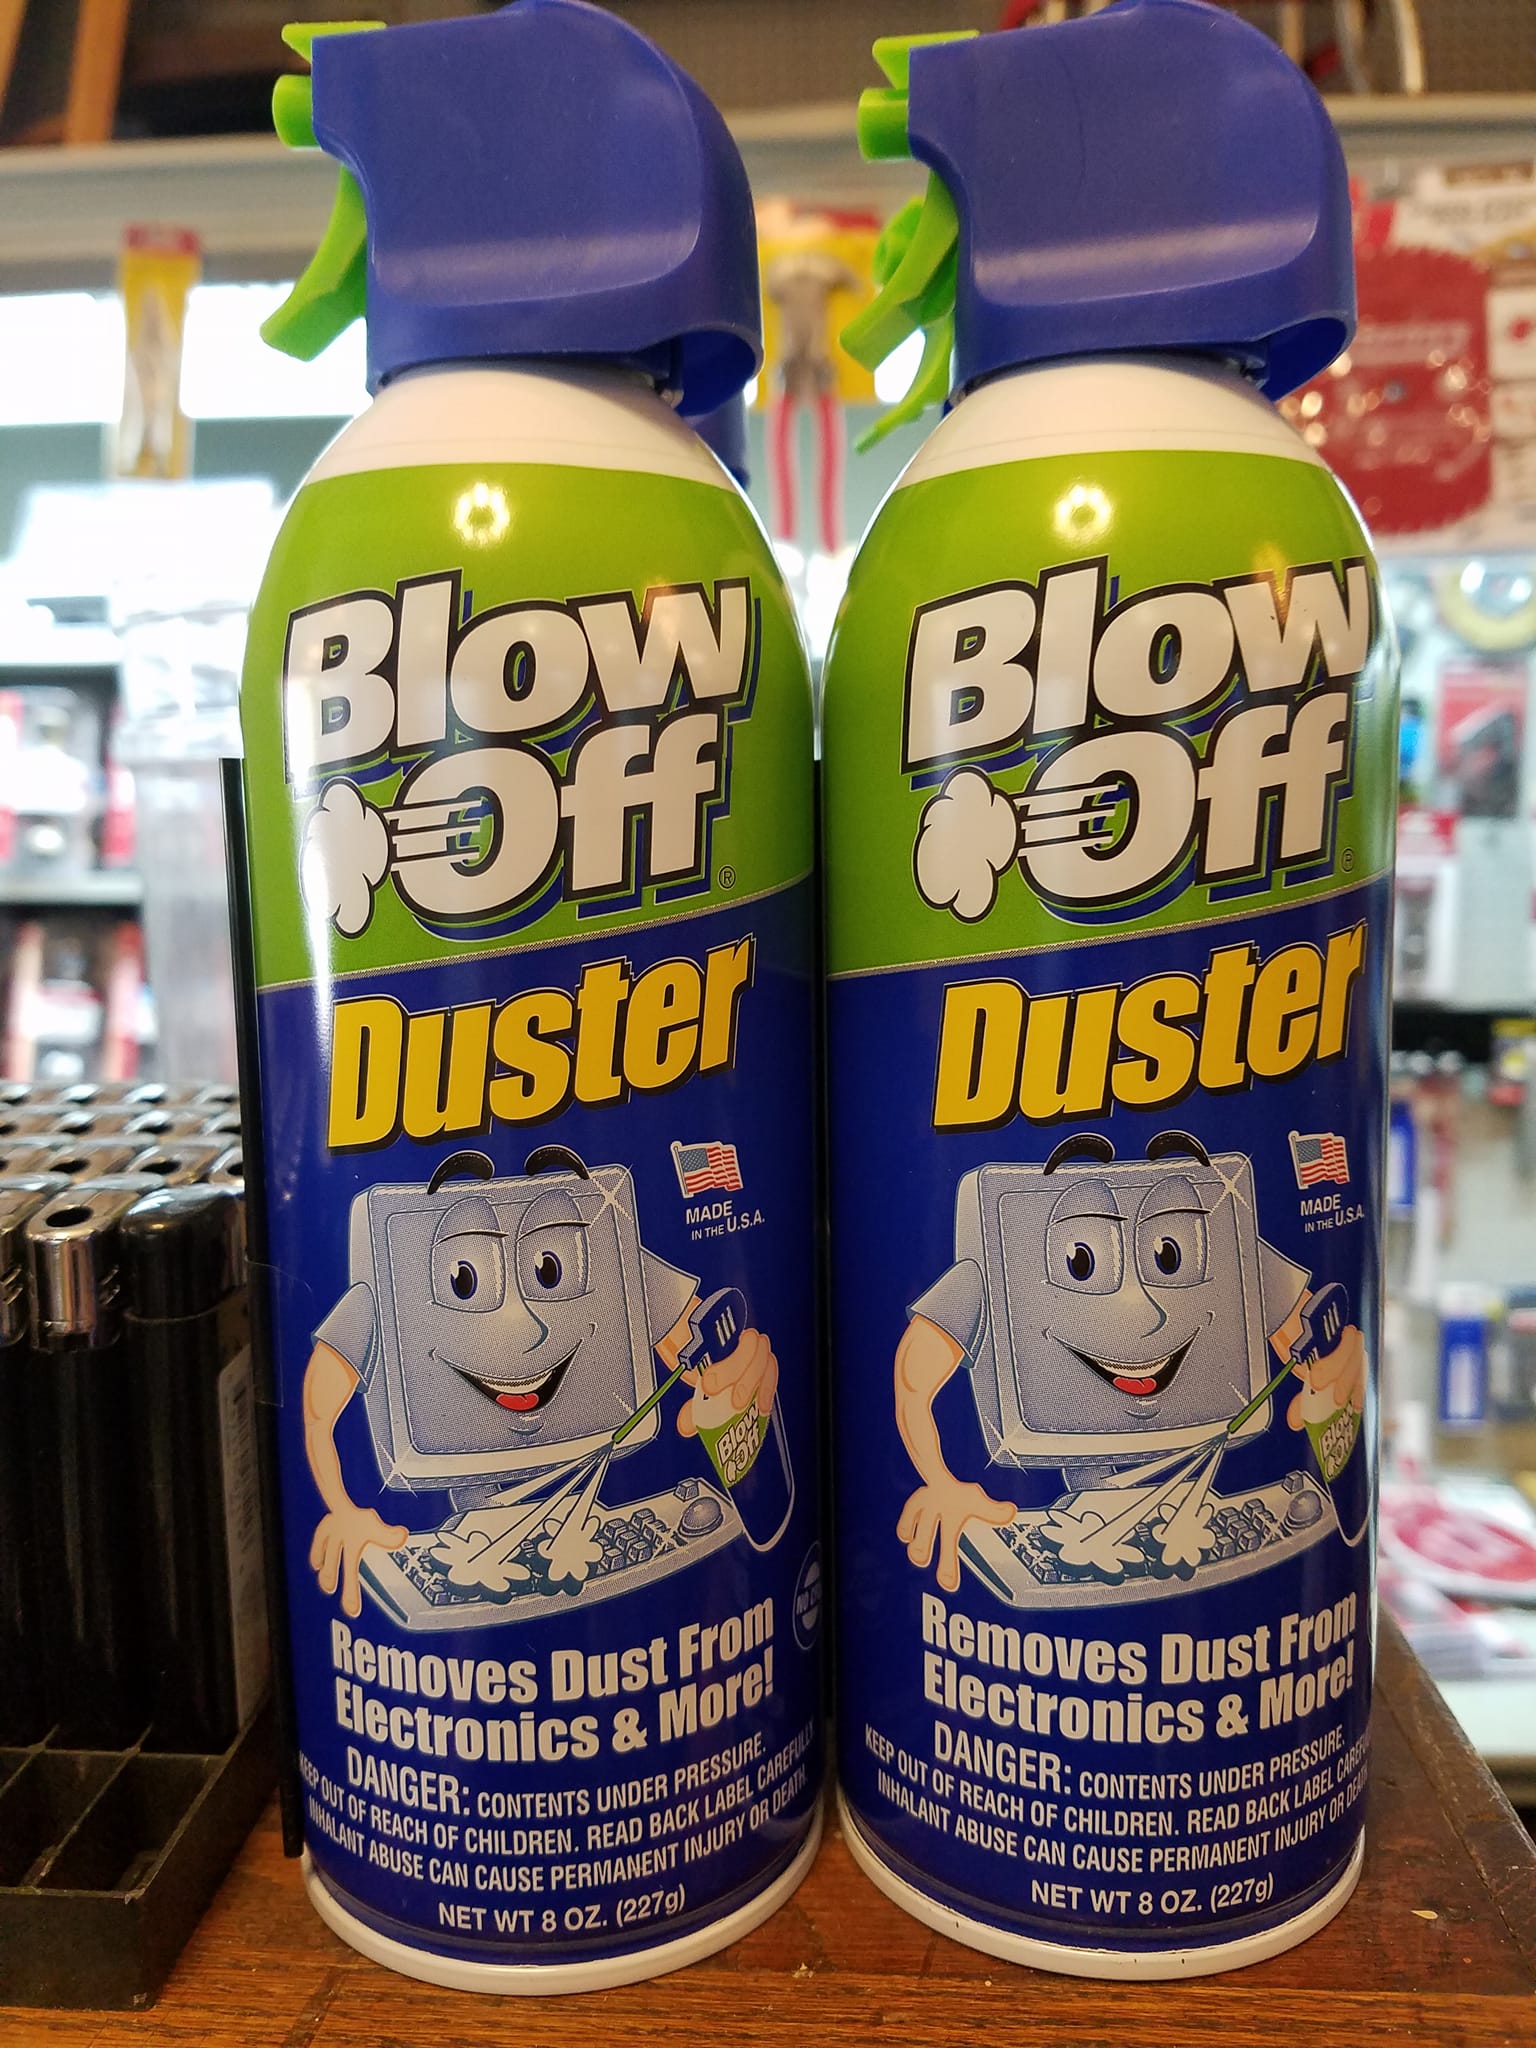 Blow
Off®
Duster
MADE
IN THE U.S.A.
Blow
Off
Removes Dust From
Electronics & More!
DANGER: CONTENTS UNDER PRESSURE.
KEEP OUT OF REACH OF CHILDREN. READ BACK LABEL CAREFULLY
INHALANT ABUSE CAN CAUSE PERMANENT INJURY OR DEATH.
NET WT 8 OZ. (227g)
Blow
Off®
Duster
MADE
IN THE U.S.A.
Blow
Off
Removes Dust From
Electronics & More!
DANGER: CONTENTS UNDER PRESSURE.
KEEP OUT OF REACH OF CHILDREN. READ BACK LABEL
INHALANT ABUSE CAN CAUSE PERMANENT INJURY OR
NET WT 8 OZ. (227g)